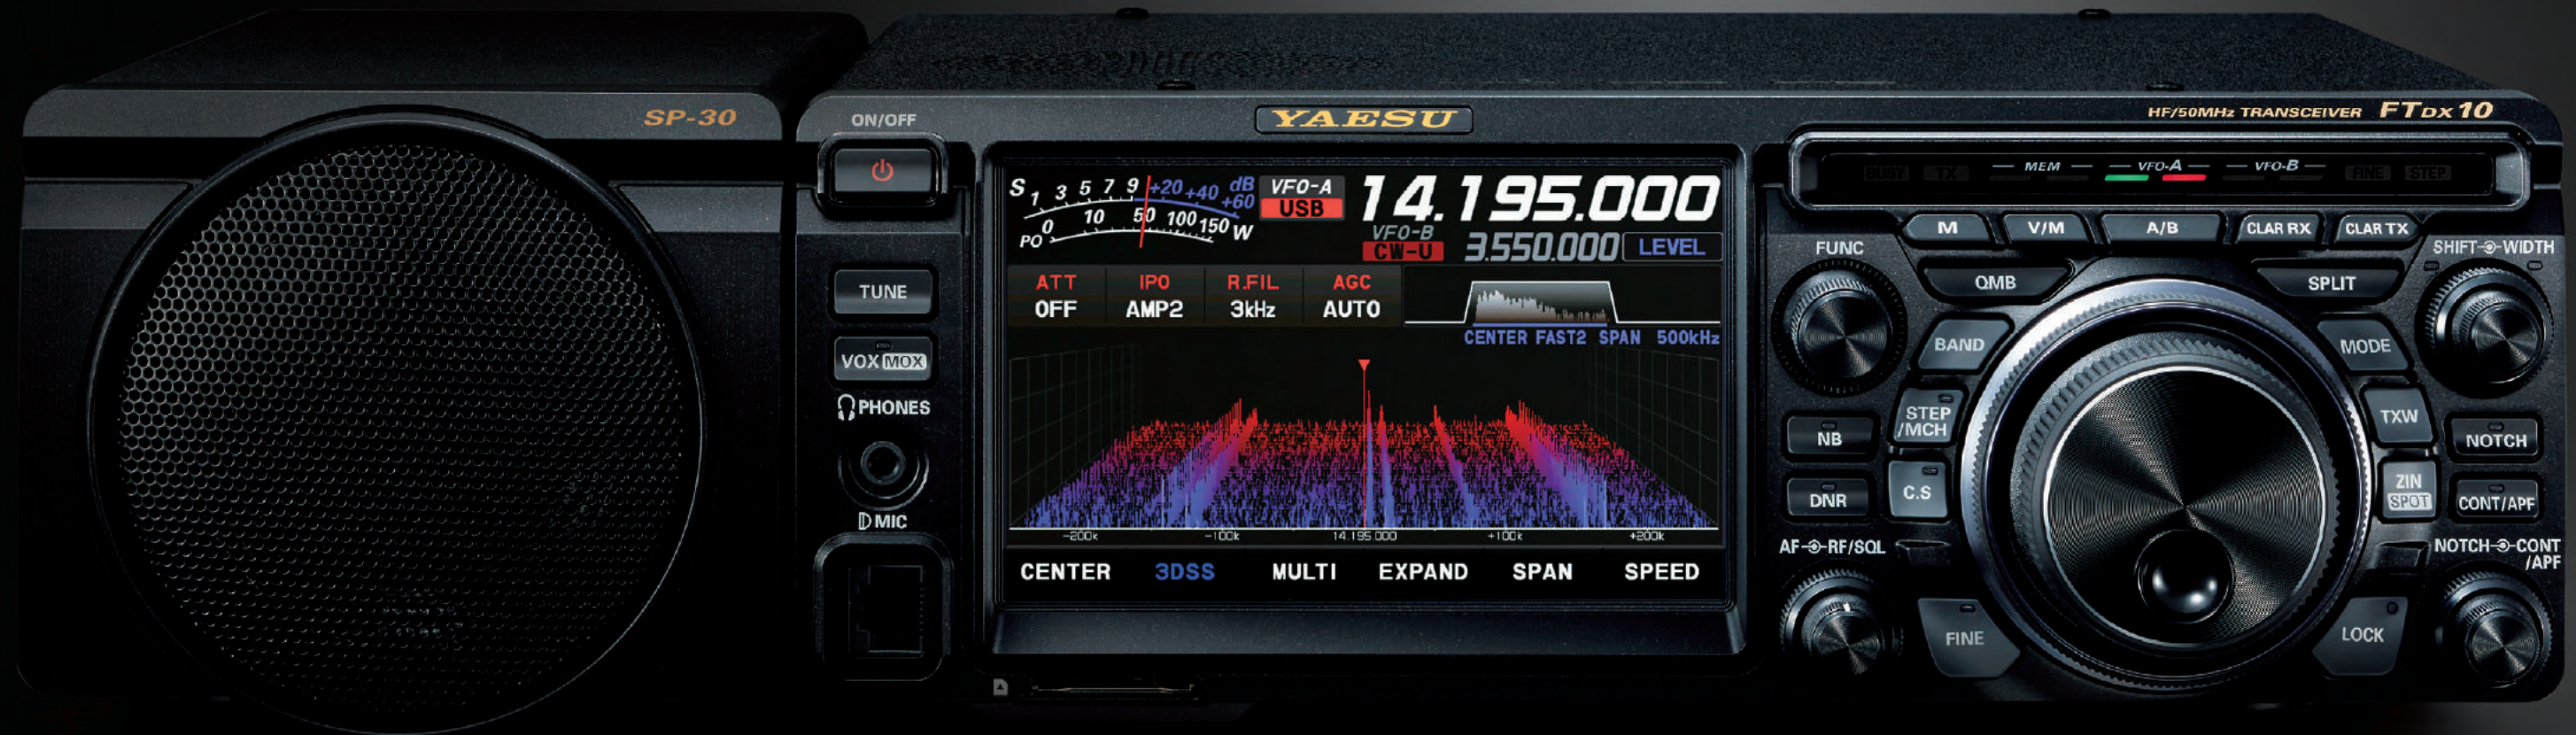 SP-30
ON/OFF
YAESU
HF/50MHz TRANSCEIVER FTDX10
BUSY TX MEM VFO-A VFO-B FINE STEP
S 1 3 5 7 9 +20 +40 +60 dB
PO 0 10 50 100 150 W
VFO-A
USB
14.195.000
VFO-B
CW-U
3.550.000
LEVEL
ATT IPO R.FIL AGC
OFF AMP2 3kHz AUTO
CENTER FAST2 SPAN 500kHz
-200k -100k 14.195.000 +100k +200k
CENTER 3DSS MULTI EXPAND SPAN SPEED
TUNE
VOX MOX
PHONES
MIC
M V/M A/B CLAR RX CLAR TX
FUNC
SHIFT WIDTH
QMB
SPLIT
BAND
MODE
STEP
/MCH
TXW
NB
NOTCH
DNR
C.S
ZIN
SPOT
CONT/APF
AF RF/SQL
NOTCH CONT
/APF
FINE
LOCK